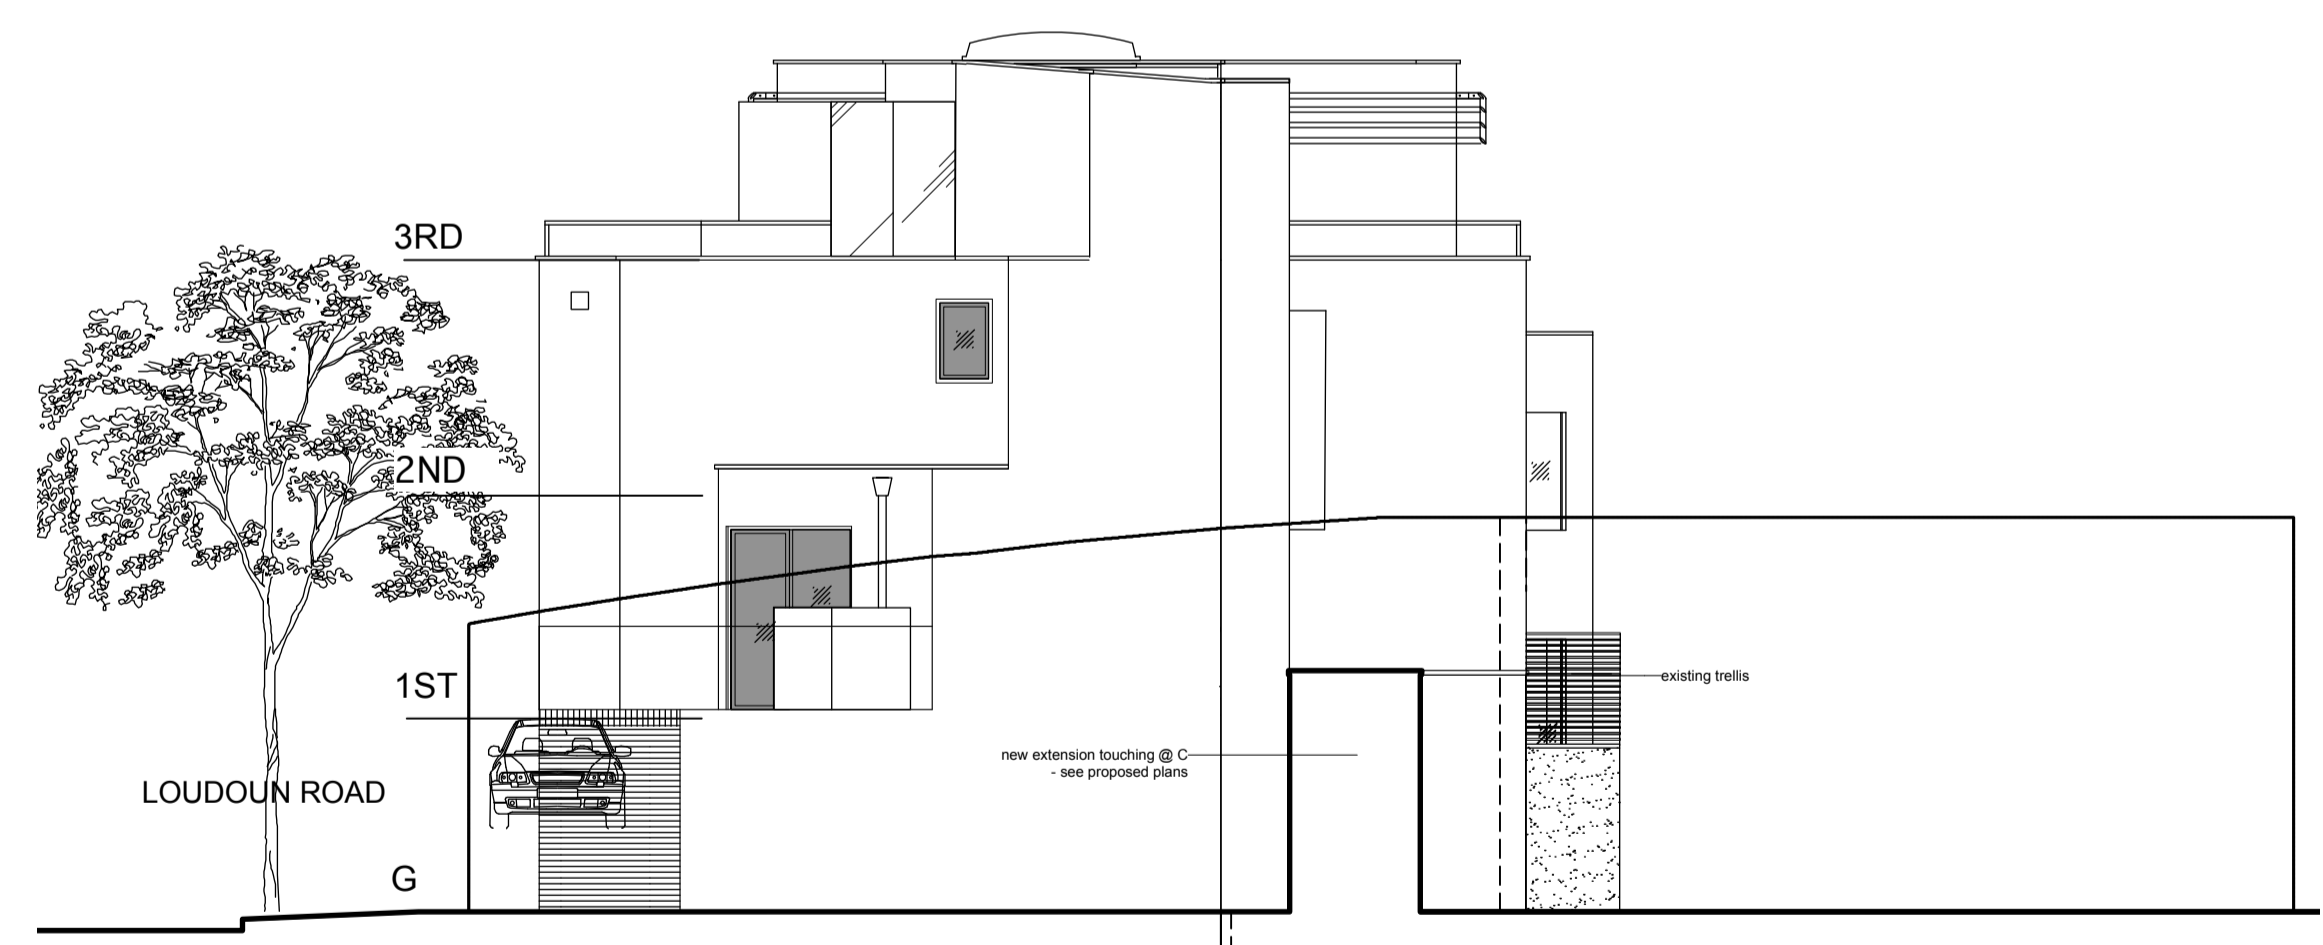 3RD
2ND
1ST
existing trellis
new extension touching @ C
- see proposed plans
LOUDOUN ROAD
G